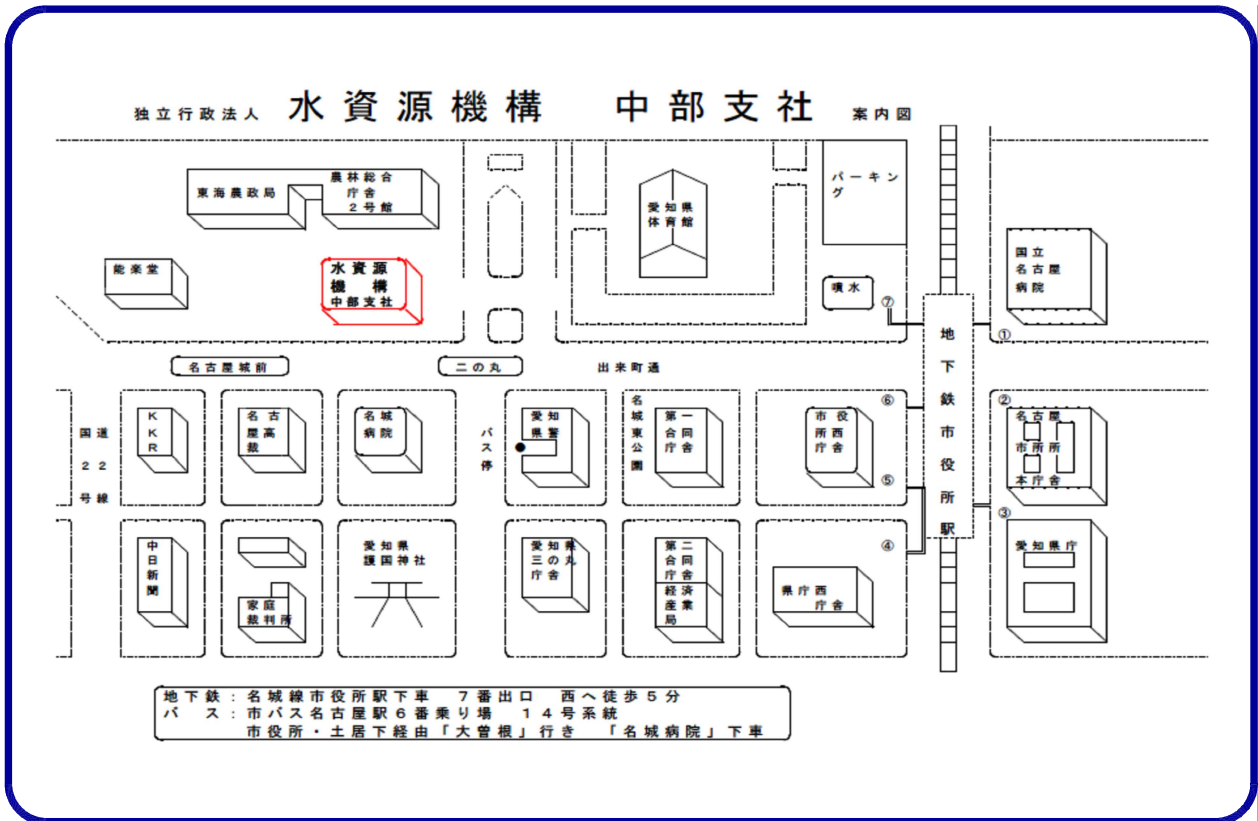 独立行政法人 水資源機構 中部支社 案内図
東海農政局
農林総合
庁舎
2号館
愛知県
体育館
パーキン
グ
国立
名古屋
病院
能楽堂
水資源
機構
中部支社
噴水
⑦
①
地下鉄市役所駅
名古屋城前
二の丸
出来町通
国道
22
号線
KKR
名古
屋高
裁
名城
病院
バス停
愛知
県警
名城東公園
第一
合同
庁舎
市役
所西
庁舎
⑥
⑤
②
名古屋
市所所
本庁舎
③
中日新聞
家庭
裁判所
愛知県
護国神社
愛知県
三の丸
庁舎
第二
合同
庁舎
経済
産業
局
県庁西
庁舎
④
愛知県庁
地下鉄:名城線市役所駅下車 7番出口 西へ徒歩5分
バス:市バス名古屋駅6番乗り場 14号系統
市役所・土居下経由「大曽根」行き 「名城病院」下車